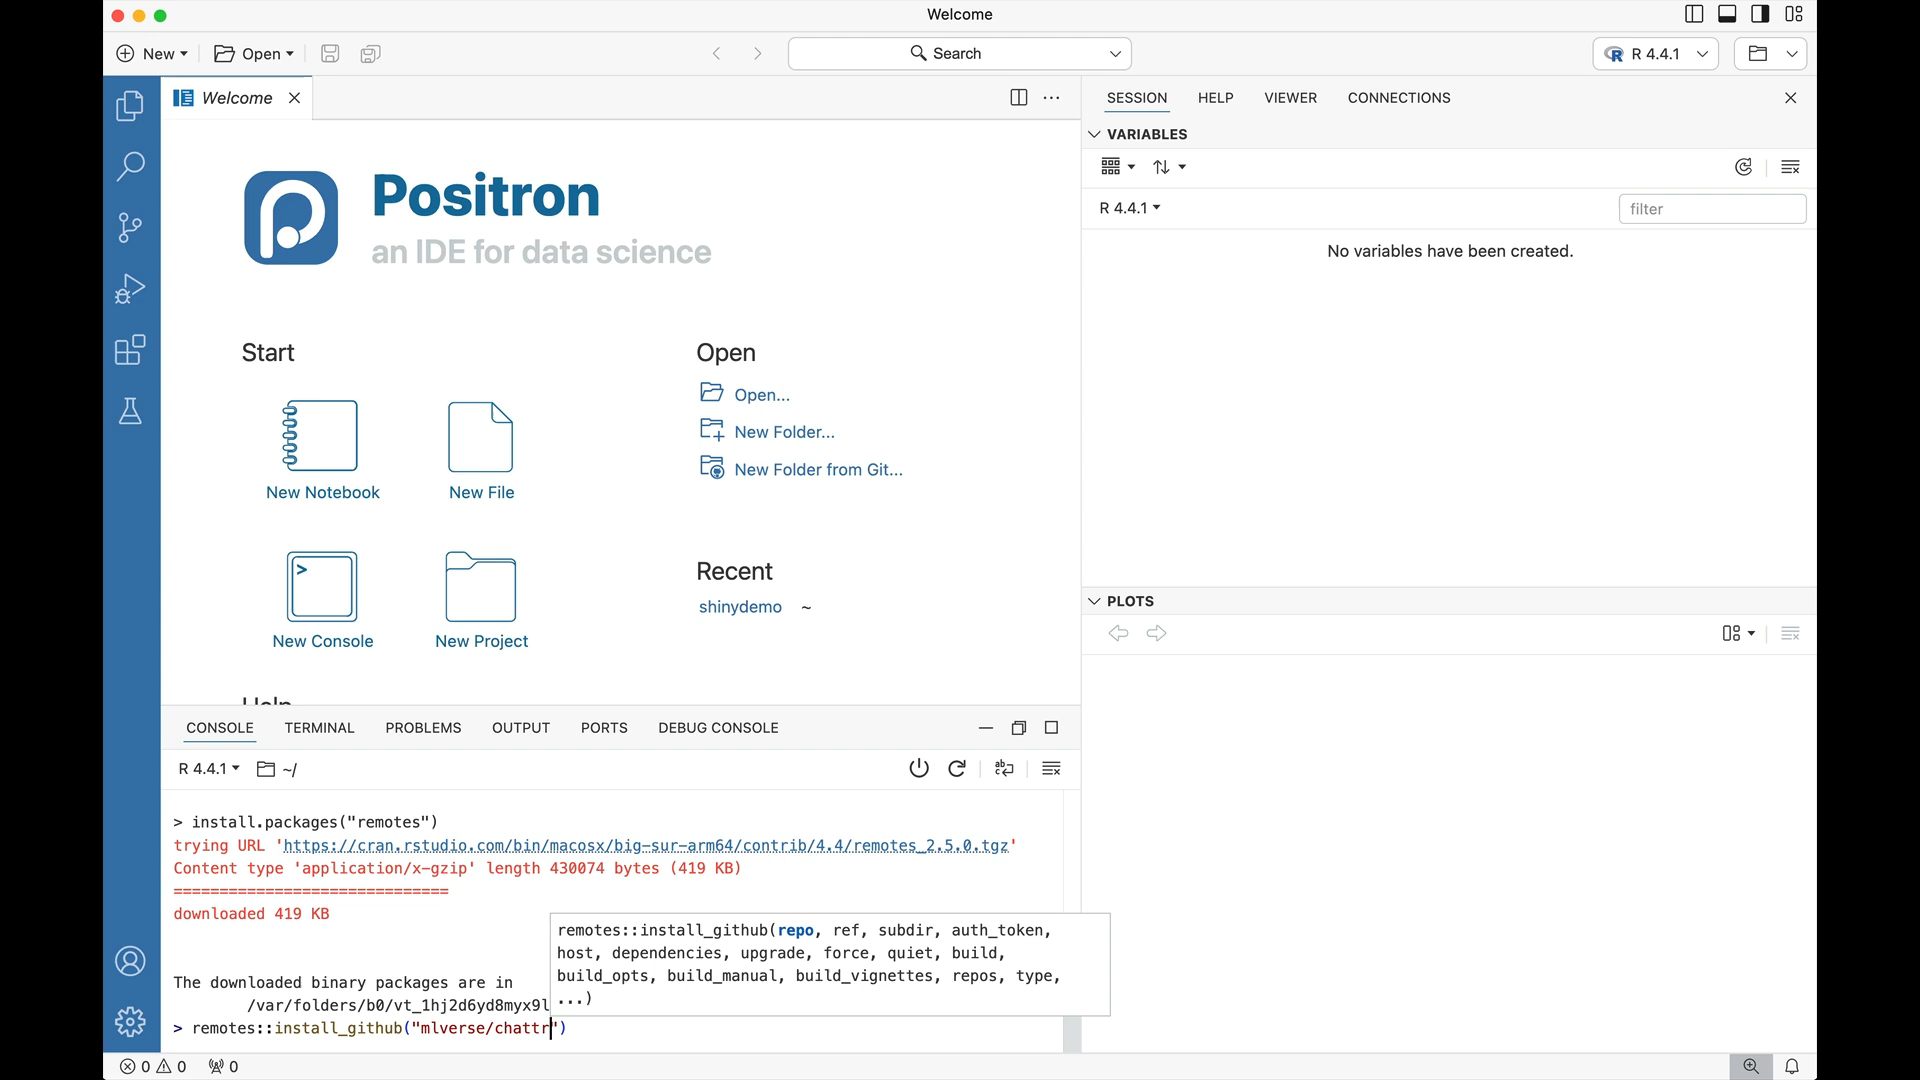 Welcome
New
Open
Search
R 4.4.1
Welcome
SESSION HELP VIEWER CONNECTIONS
VARIABLES
R 4.4.1
filter
No variables have been created.
Positron
an IDE for data science
Start
New Notebook
New File
New Console
New Project
Open
Open...
New Folder...
New Folder from Git...
Recent
shinydemo ~
PLOTS
CONSOLE TERMINAL PROBLEMS OUTPUT PORTS DEBUG CONSOLE
R 4.4.1 ~/
> install.packages("remotes")
trying URL 'https://cran.rstudio.com/bin/macosx/big-sur-arm64/contrib/4.4/remotes_2.5.0.tgz'
Content type 'application/x-gzip' length 430074 bytes (419 KB)
==============================
downloaded 419 KB
The downloaded binary packages are in
/var/folders/b0/vt_1hj2d6yd8myx9l
> remotes::install_github("mlverse/chattr")
remotes::install_github(repo, ref, subdir, auth_token,
host, dependencies, upgrade, force, quiet, build,
build_opts, build_manual, build_vignettes, repos, type,
...)
0 0 0